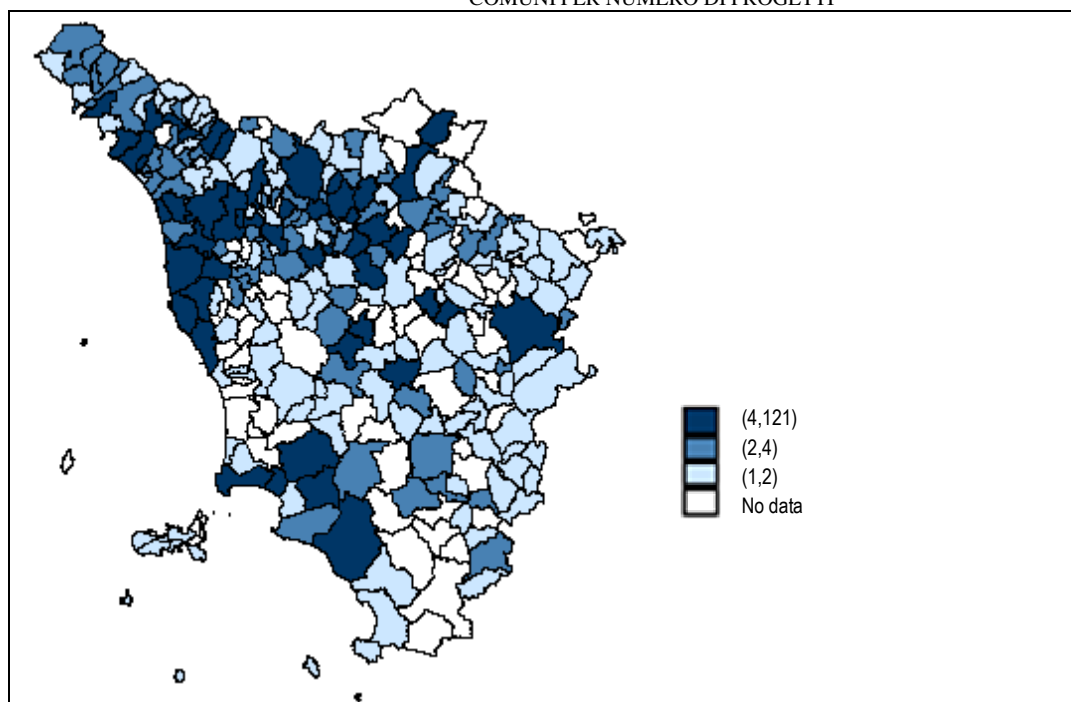 COMUNI PER NUMERO DI PROGETTI
(4,121)
(2,4)
(1,2)
No data